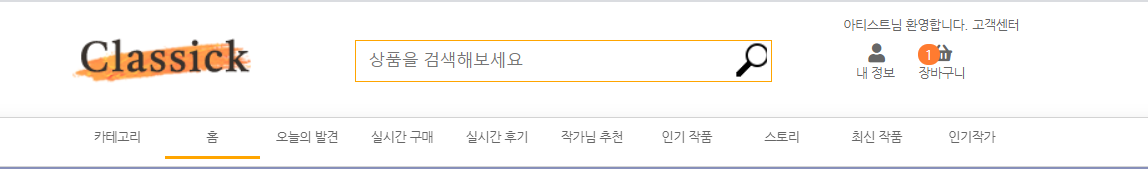 아티스트님 환영합니다. 고객센터
Classick
상품을 검색해보세요
1
내 정보 장바구니
카테고리 홈 오늘의 발견 실시간 구매 실시간 후기 작가님 추천 인기 작품 스토리 최신 작품 인기작가